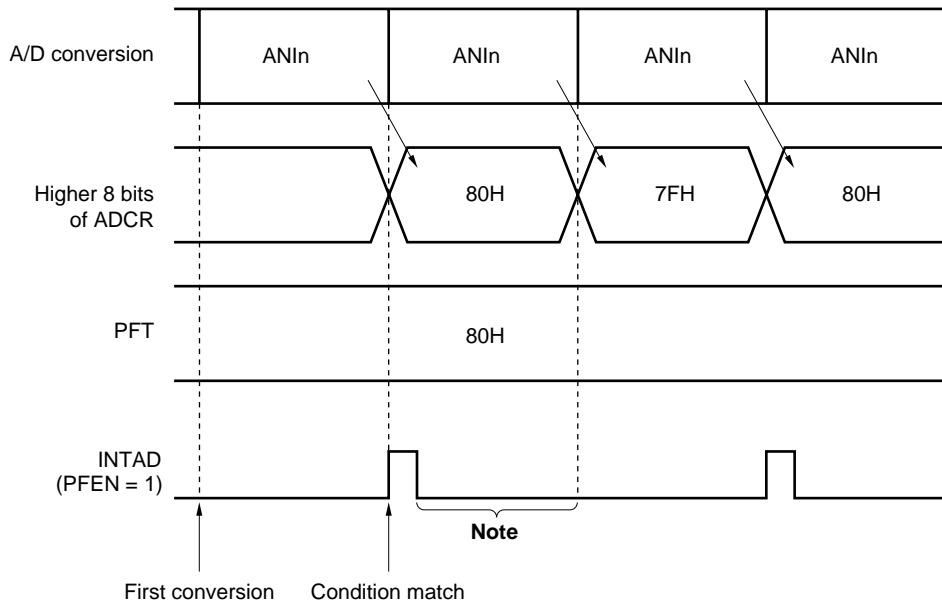 A/D conversion
ANIn
ANIn
ANIn
ANIn
Higher 8 bits
of ADCR
80H
7FH
80H
PFT
80H
INTAD
(PFEN = 1)
Note
First conversion
Condition match